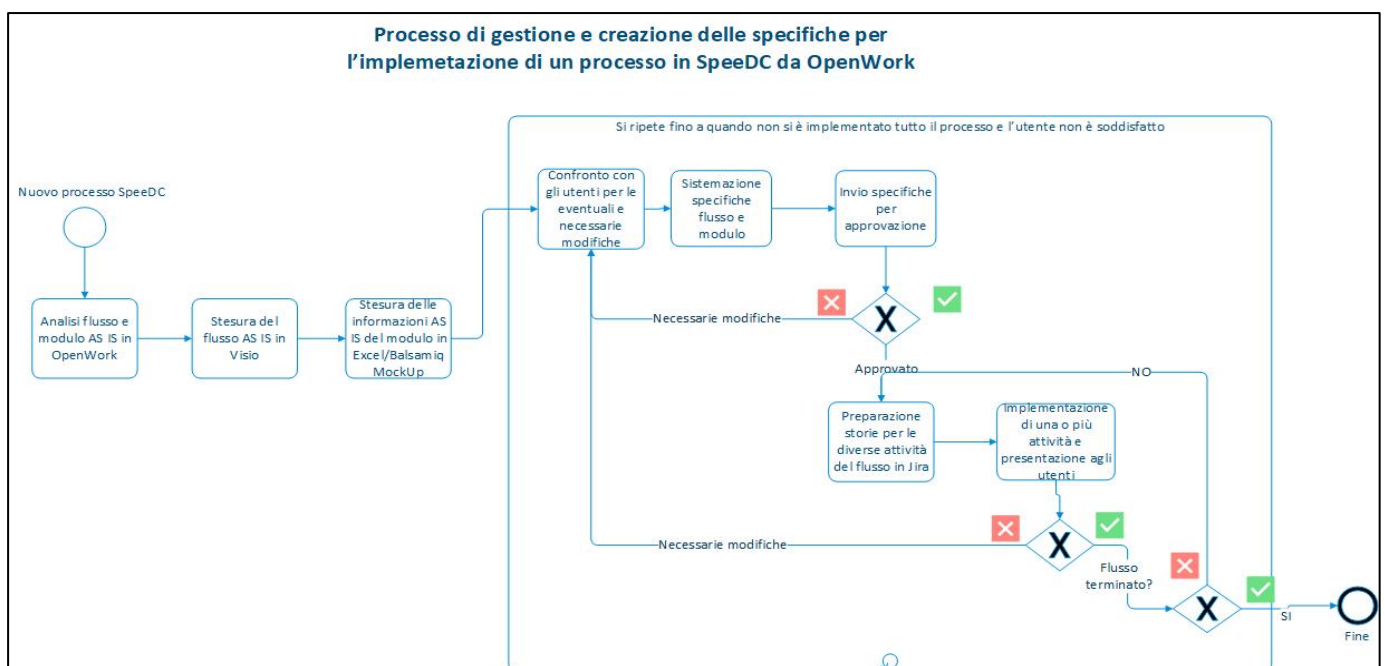 Processo di gestione e creazione delle specifiche per
l'implemetazione di un processo in SpeeDC da OpenWork
Si ripete fino a quando non si è implementato tutto il processo e l'utente non è soddisfatto
Nuovo processo SpeeDC
Confronto con
gli utenti per le
eventuali e
necessarie
modifiche
Sistemazione
specifiche
flusso e
modulo
Invio specifiche
per
approvazione
Analisi flusso e
modulo AS IS in
OpenWork
Stesura del
flusso AS IS in
Visio
Stesura delle
informazioni AS
IS del modulo in
Excel/Balsamiq
MockUp
Necessarie modifiche
X
Approvato
NO
Preparazione
storie per le
diverse attività
del flusso in Jira
Implementazione
di una o più
attività e
presentazione agli
utenti
Necessarie modifiche
X
Flusso
terminato?
X
SI
Fine